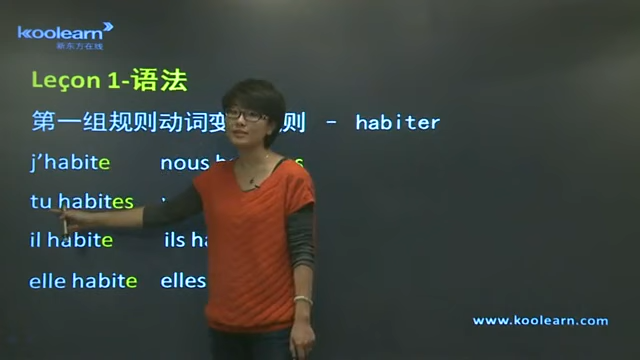 koolearn
新东方在线
Leçon 1-语法
第一组规则动词变 则 – habiter
j'habite nous
tu habites
il habite ils
elle habite elles
www.koolearn.com